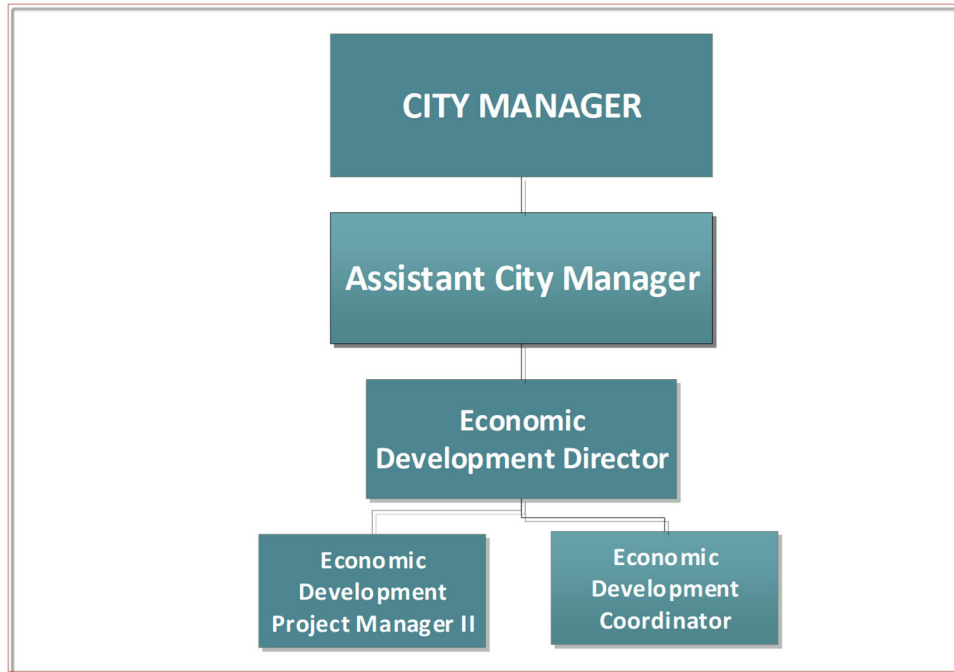 CITY MANAGER
Assistant City Manager
Economic
Development Director
Economic
Development
Project Manager II
Economic
Development
Coordinator